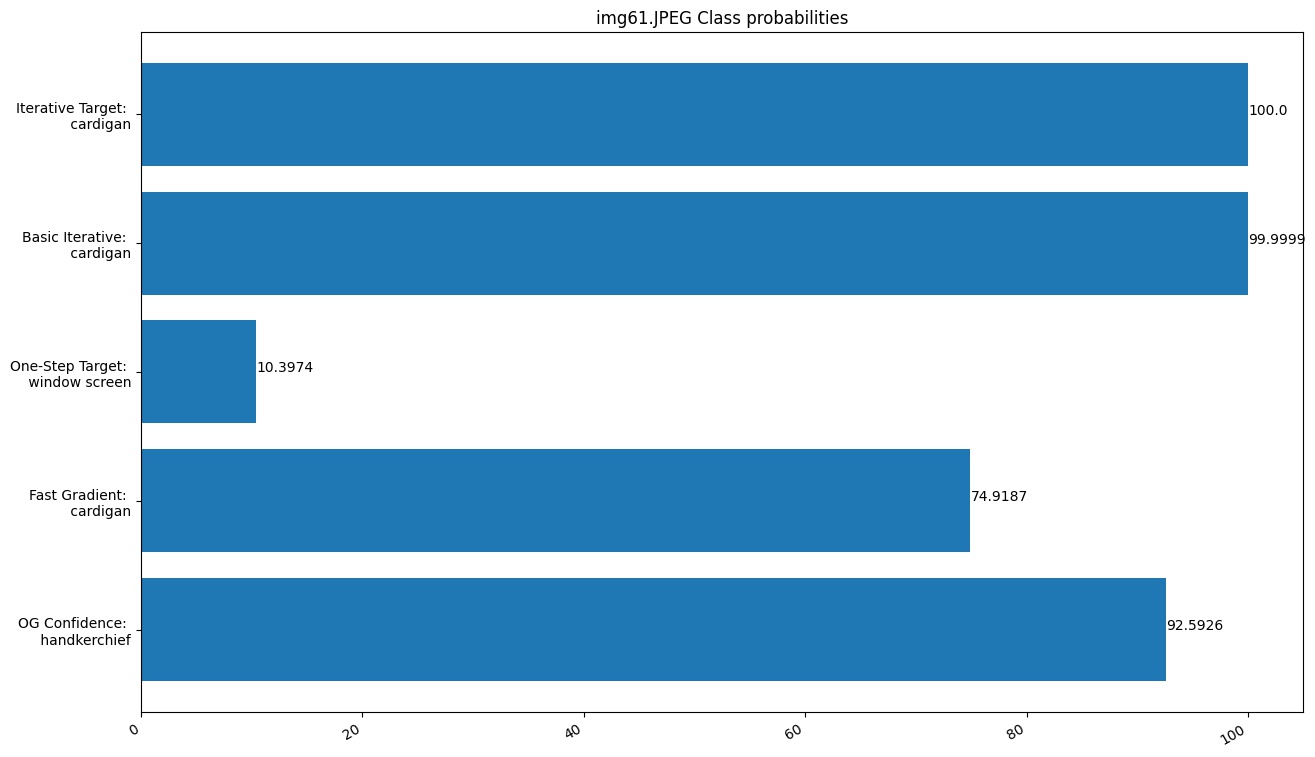 img61.JPEG Class probabilities
Iterative Target:
cardigan
100.0
Basic Iterative:
cardigan
99.9999
One-Step Target:
window screen
10.3974
Fast Gradient:
cardigan
74.9187
OG Confidence:
handkerchief
92.5926
0
20
40
60
80
100